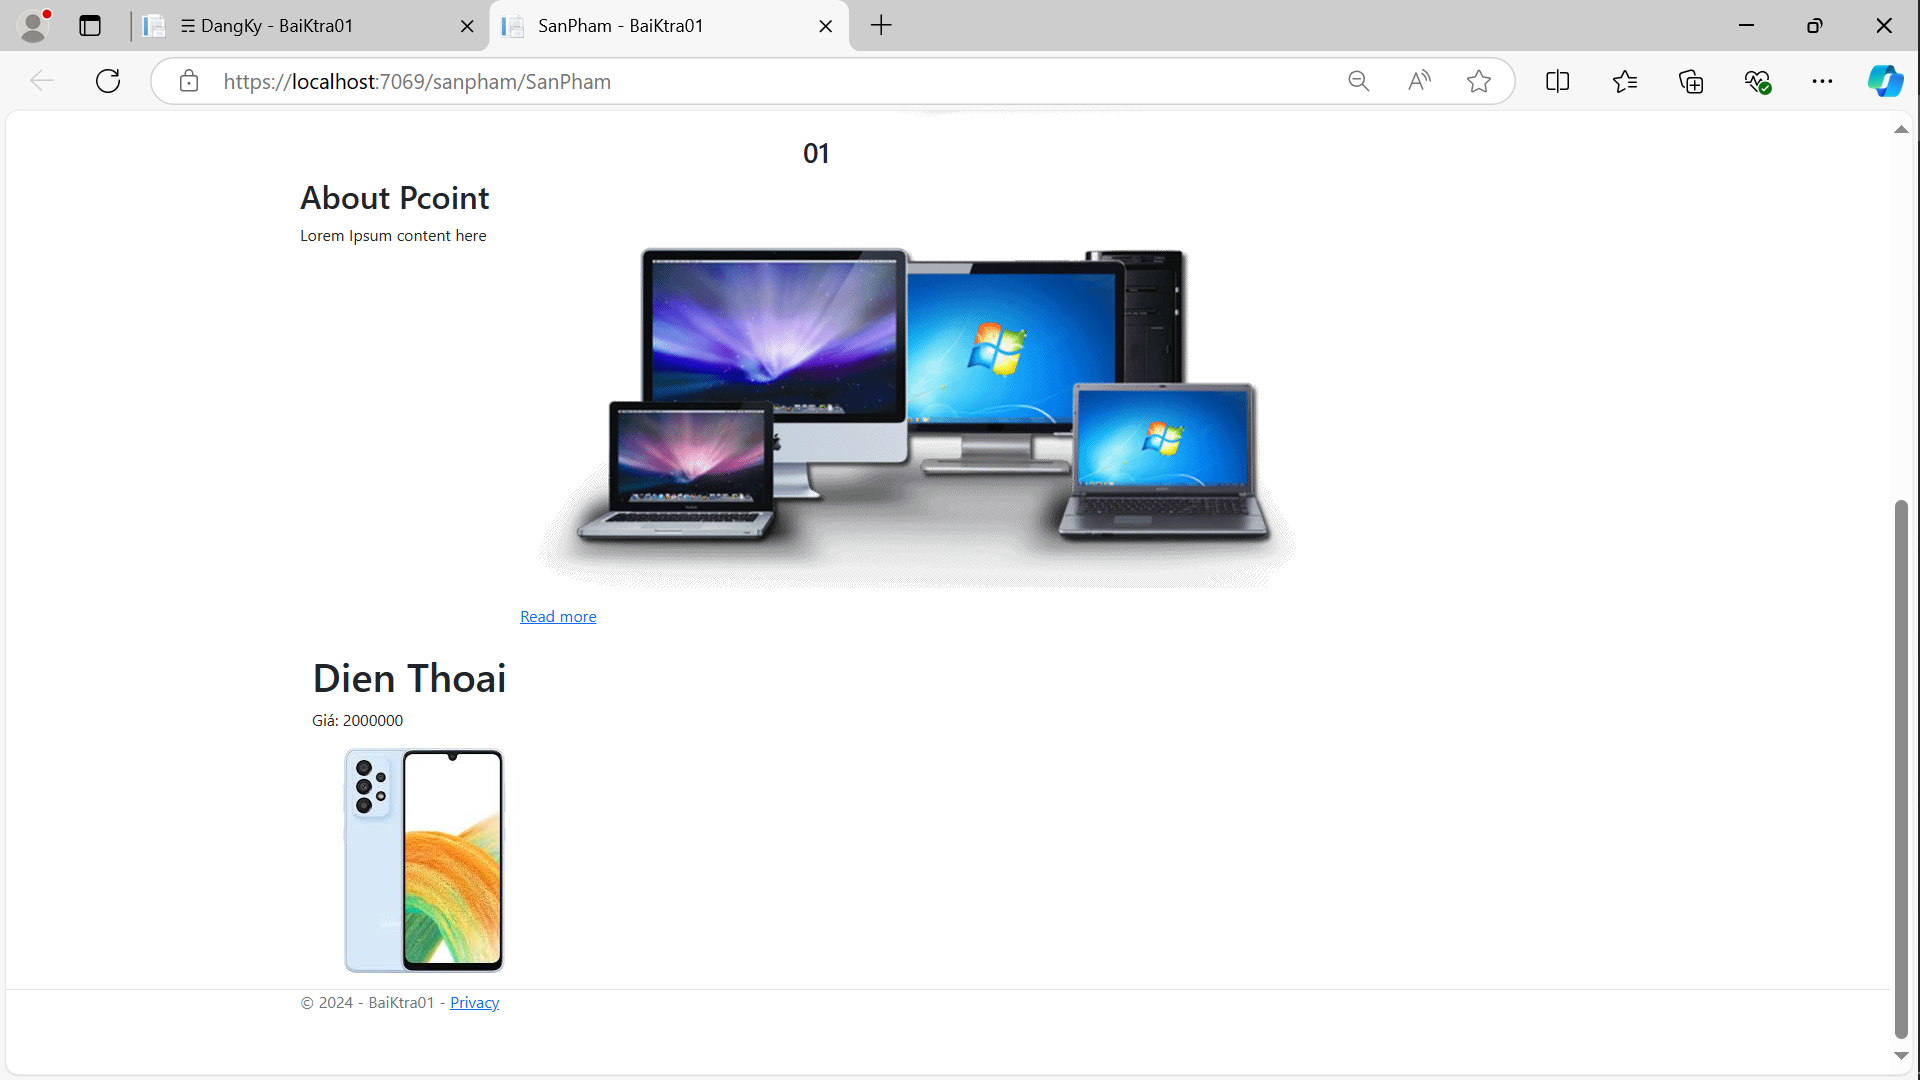 ☰ DangKy - BaiKtra01
SanPham - BaiKtra01
https://localhost:7069/sanpham/SanPham
01
About Pcoint
Lorem Ipsum content here
Read more
Dien Thoai
Giá: 2000000
© 2024 - BaiKtra01 - Privacy